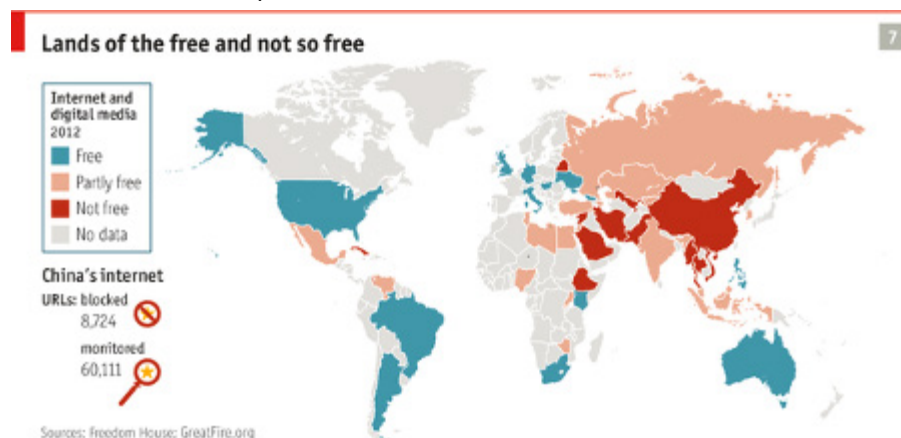 Lands of the free and not so free
7
Internet and
digital media
2012
Free
Partly free
Not free
No data
China's internet
URLs: blocked
8,724
monitored
60,111
Sources: Freedom House; GreatFire.org